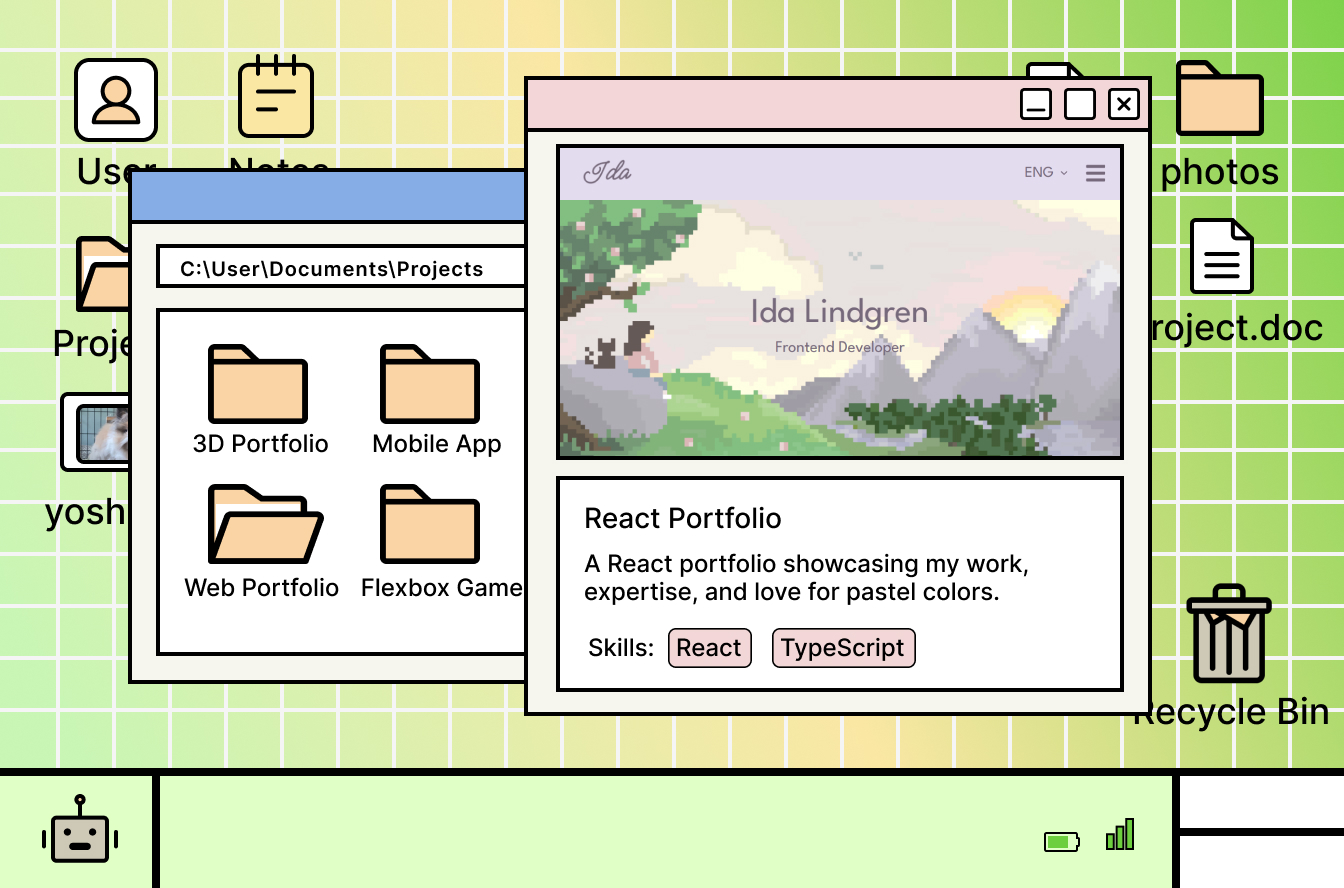 User
Notes
photos
C:\User\Documents\Projects
3D Portfolio
Mobile App
Web Portfolio
Flexbox Game
Proje
yosh
Ida
ENG
Ida Lindgren
Frontend Developer
React Portfolio
A React portfolio showcasing my work,
expertise, and love for pastel colors.
Skills: React TypeScript
roject.doc
Recycle Bin